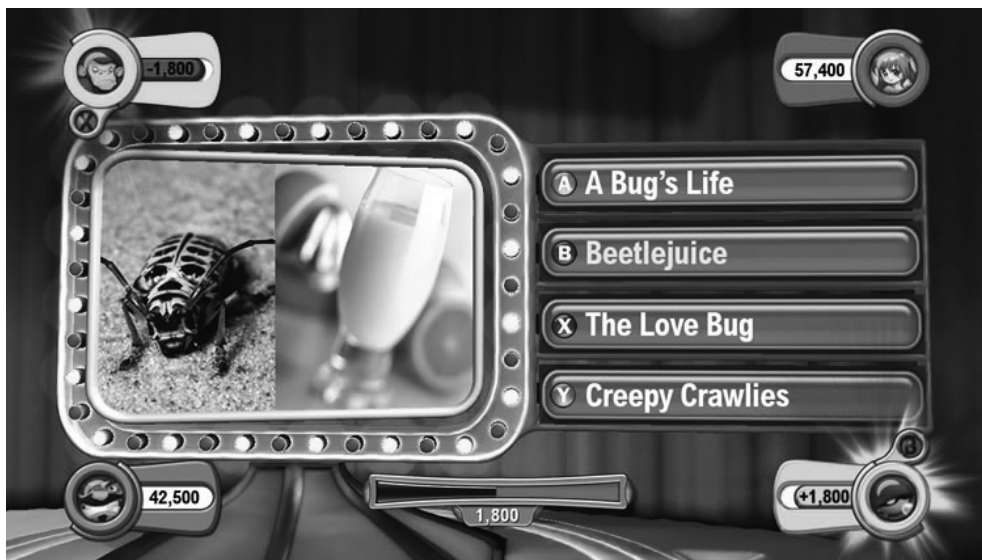 -1,800
57,400
X
A A Bug's Life
B Beetlejuice
X The Love Bug
Y Creepy Crawlies
B
42,500
1,800
+1,800